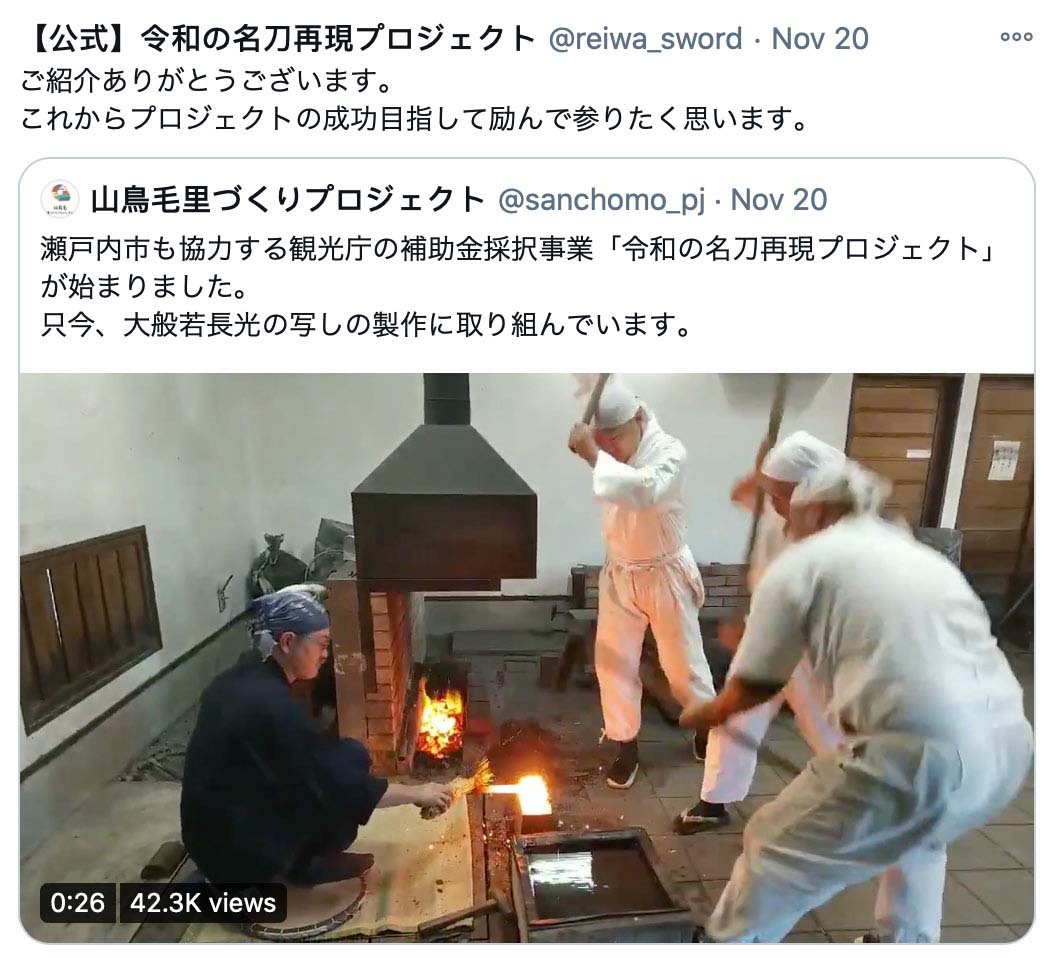 【公式】令和の名刀再現プロジェクト @reiwa_sword · Nov 20
ご紹介ありがとうございます。
これからプロジェクトの成功目指して励んで参りたく思います。
山鳥毛里づくりプロジェクト @sanchomo_pj · Nov 20
瀬戸内市も協力する観光庁の補助金採択事業「令和の名刀再現プロジェクト」
が始まりました。
只今、大般若長光の写しの製作に取り組んでいます。
0:26 42.3K views